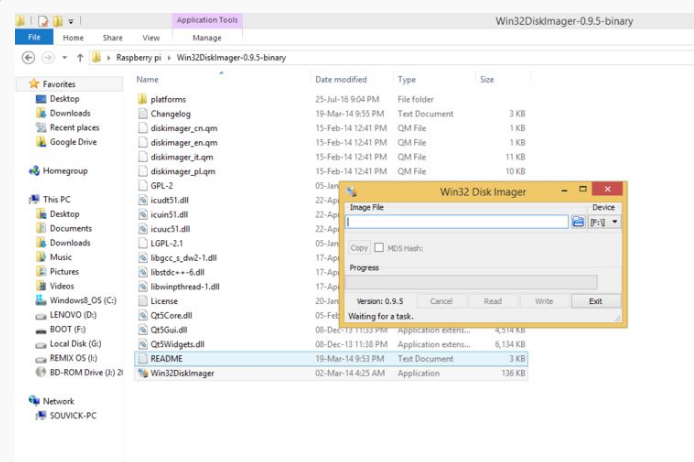 Application Tools
Win32DiskImager-0.9.5-binary
File Home Share View Manage
Raspberry pi Win32DiskImager-0.9.5-binary
Favorites
Desktop
Downloads
Recent places
Google Drive
Homegroup
This PC
Desktop
Documents
Downloads
Music
Pictures
Videos
Windows8_OS (C:)
LENOVO (D:)
BOOT (F:)
Local Disk (G:)
REMIX OS (I:)
BD-ROM Drive (J:) 2
Network
SOUVICK-PC
Name Date modified Type Size
platforms 25-Jul-16 9:04 PM File folder
Changelog 19-Mar-14 9:55 PM Text Document 3 KB
diskimager_cn.qm 15-Feb-14 12:41 PM QM File 1 KB
diskimager_en.qm 15-Feb-14 12:41 PM QM File 1 KB
diskimager_it.qm 15-Feb-14 12:41 PM QM File 11 KB
diskimager_pl.qm 15-Feb-14 12:41 PM QM File 10 KB
GPL-2 05-Jan
icudt51.dll 22-Ap
icuin51.dll 22-Ap
icuuc51.dll 22-Ap
LGPL-2.1 05-Jan
libgcc_s_dw2-1.dll 17-Ap
libstdc++-6.dll 17-Ap
libwinpthread-1.dll 17-Ap
License 20-Jan
Qt5Core.dll 05-Feb
Qt5Gui.dll 08-Dec-13 11:33 PM Application extens... 4,514 KB
Qt5Widgets.dll 08-Dec-13 11:38 PM Application extens... 6,134 KB
README 19-Mar-14 9:53 PM Text Document 3 KB
Win32DiskImager 02-Mar-14 4:25 AM Application 136 KB
Win32 Disk Imager
Image File Device
Copy MD5 Hash:
Progress
Version: 0.9.5 Cancel Read Write Exit
Waiting for a task.